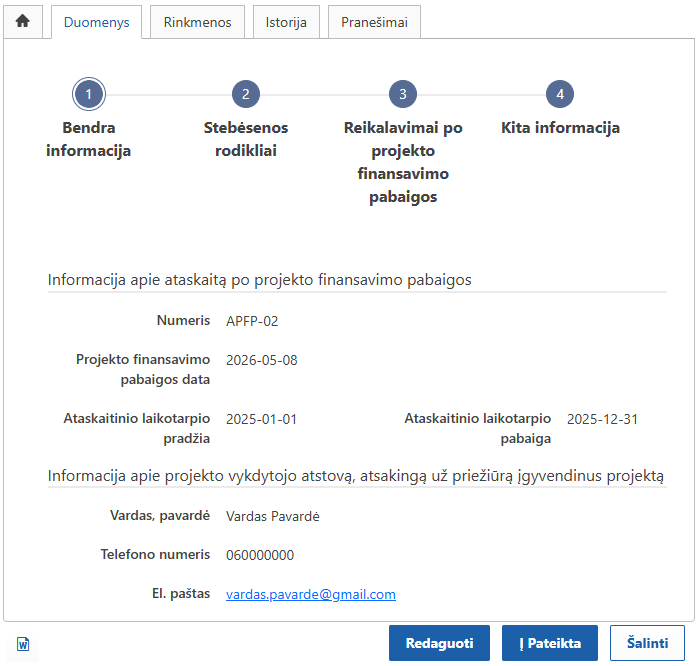 Duomenys Rinkmenos Istorija Pranešimai
1 2 3 4
Bendra informacija
Stebėsenos rodikliai
Reikalavimai po projekto finansavimo pabaigos
Kita informacija
Informacija apie ataskaitą po projekto finansavimo pabaigos
Numeris APFP-02
Projekto finansavimo pabaigos data 2026-05-08
Ataskaitinio laikotarpio pradžia 2025-01-01
Ataskaitinio laikotarpio pabaiga 2025-12-31
Informacija apie projekto vykdytojo atstovą, atsakingą už priežiūrą įgyvendinus projektą
Vardas, pavardė Vardas Pavardė
Telefono numeris 060000000
El. paštas vardas.pavarde@gmail.com
W
Redaguoti Į Pateikta Šalinti